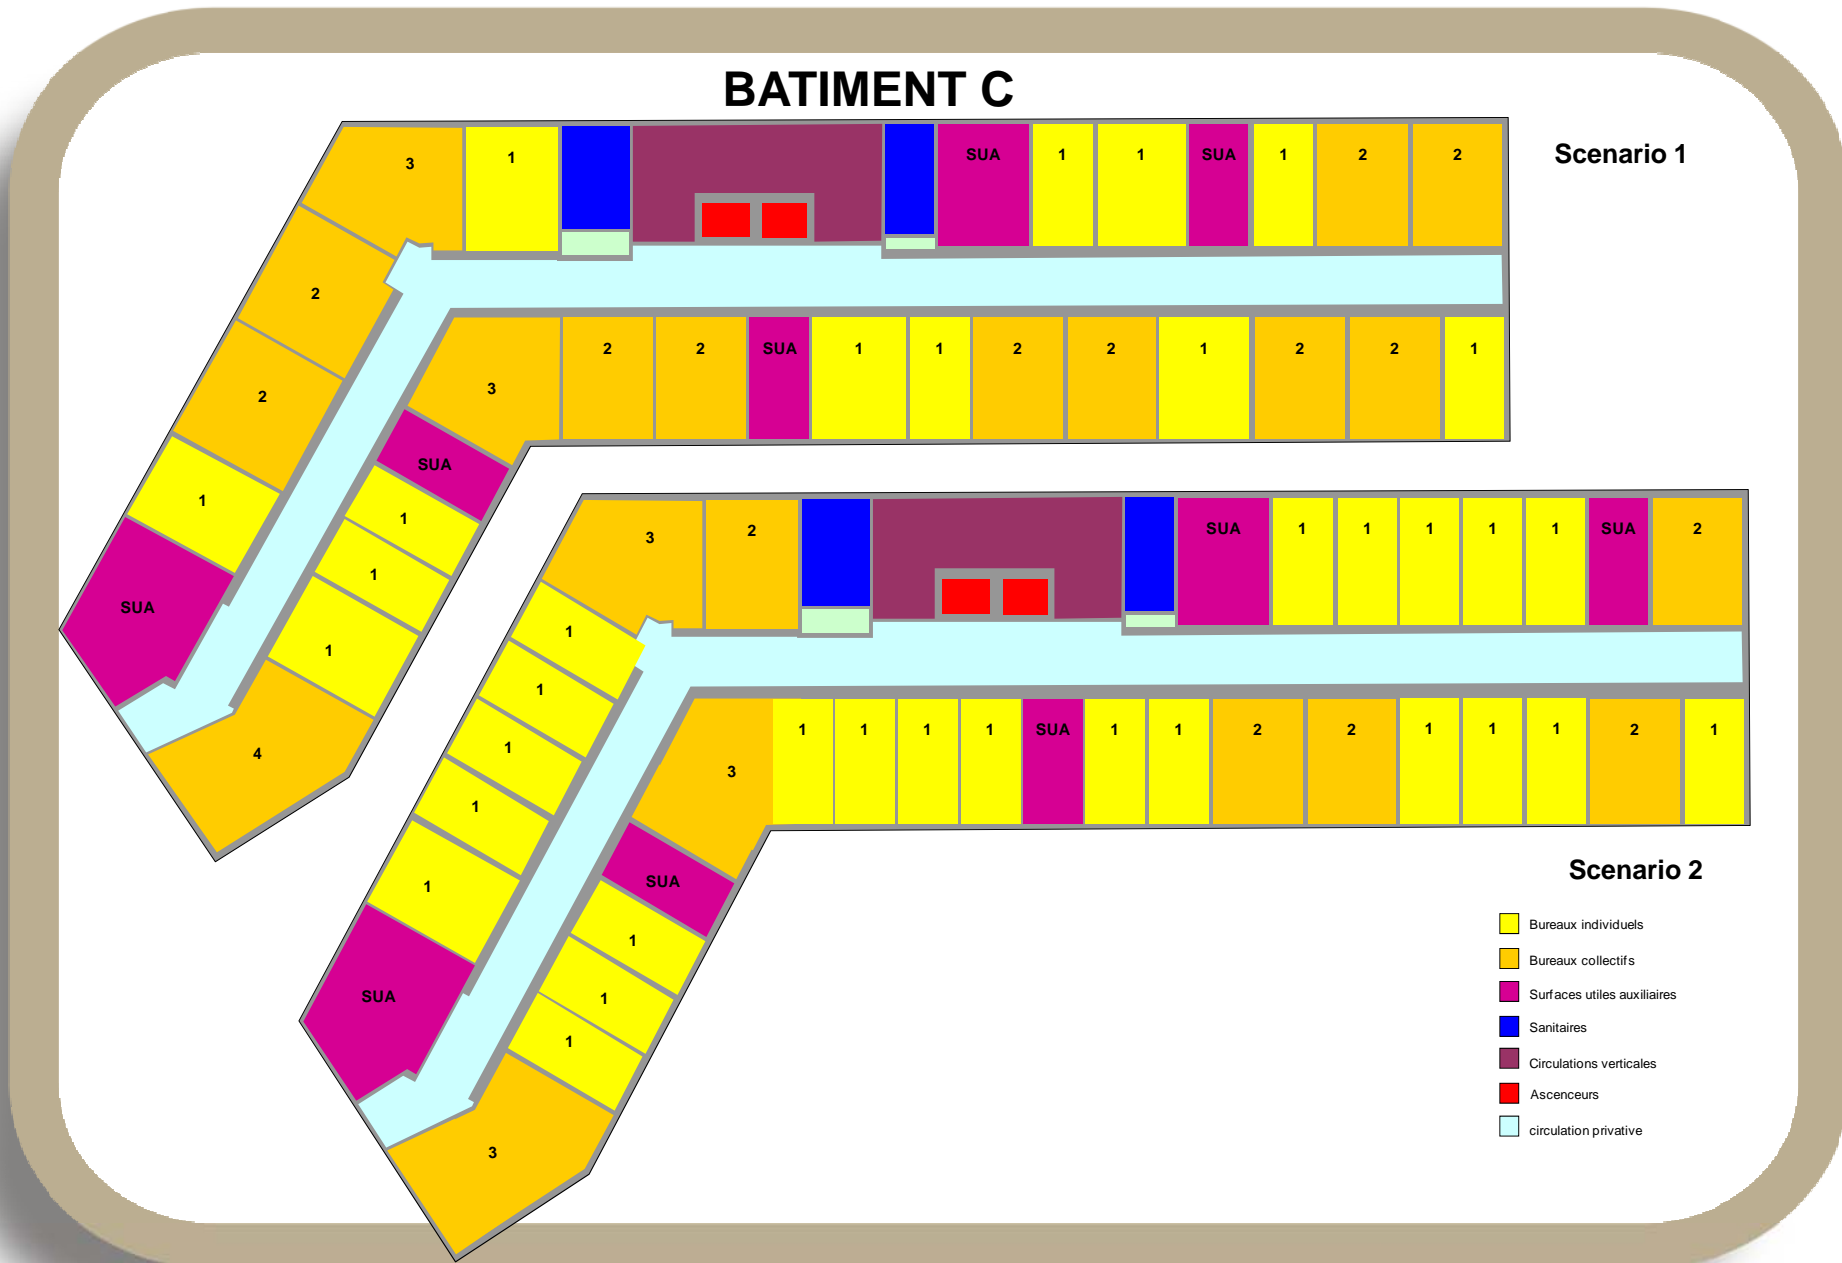 BATIMENT C
Scenario 1
3 1 SUA 1 1 SUA 1 2 2
2
2
1
SUA
3 2 2 SUA 1 1 2 2 1 2 2 1
SUA
1
1
1
4
3 2 SUA 1 1 1 1 1 SUA 2
1
1
1
1
1
SUA
3 1 1 1 1 SUA 1 1 2 2 1 1 1 2 1
SUA
1
1
1
3
Scenario 2
Bureaux individuels
Bureaux collectifs
Surfaces utiles auxiliaires
Sanitaires
Circulations verticales
Ascenceurs
circulation privative